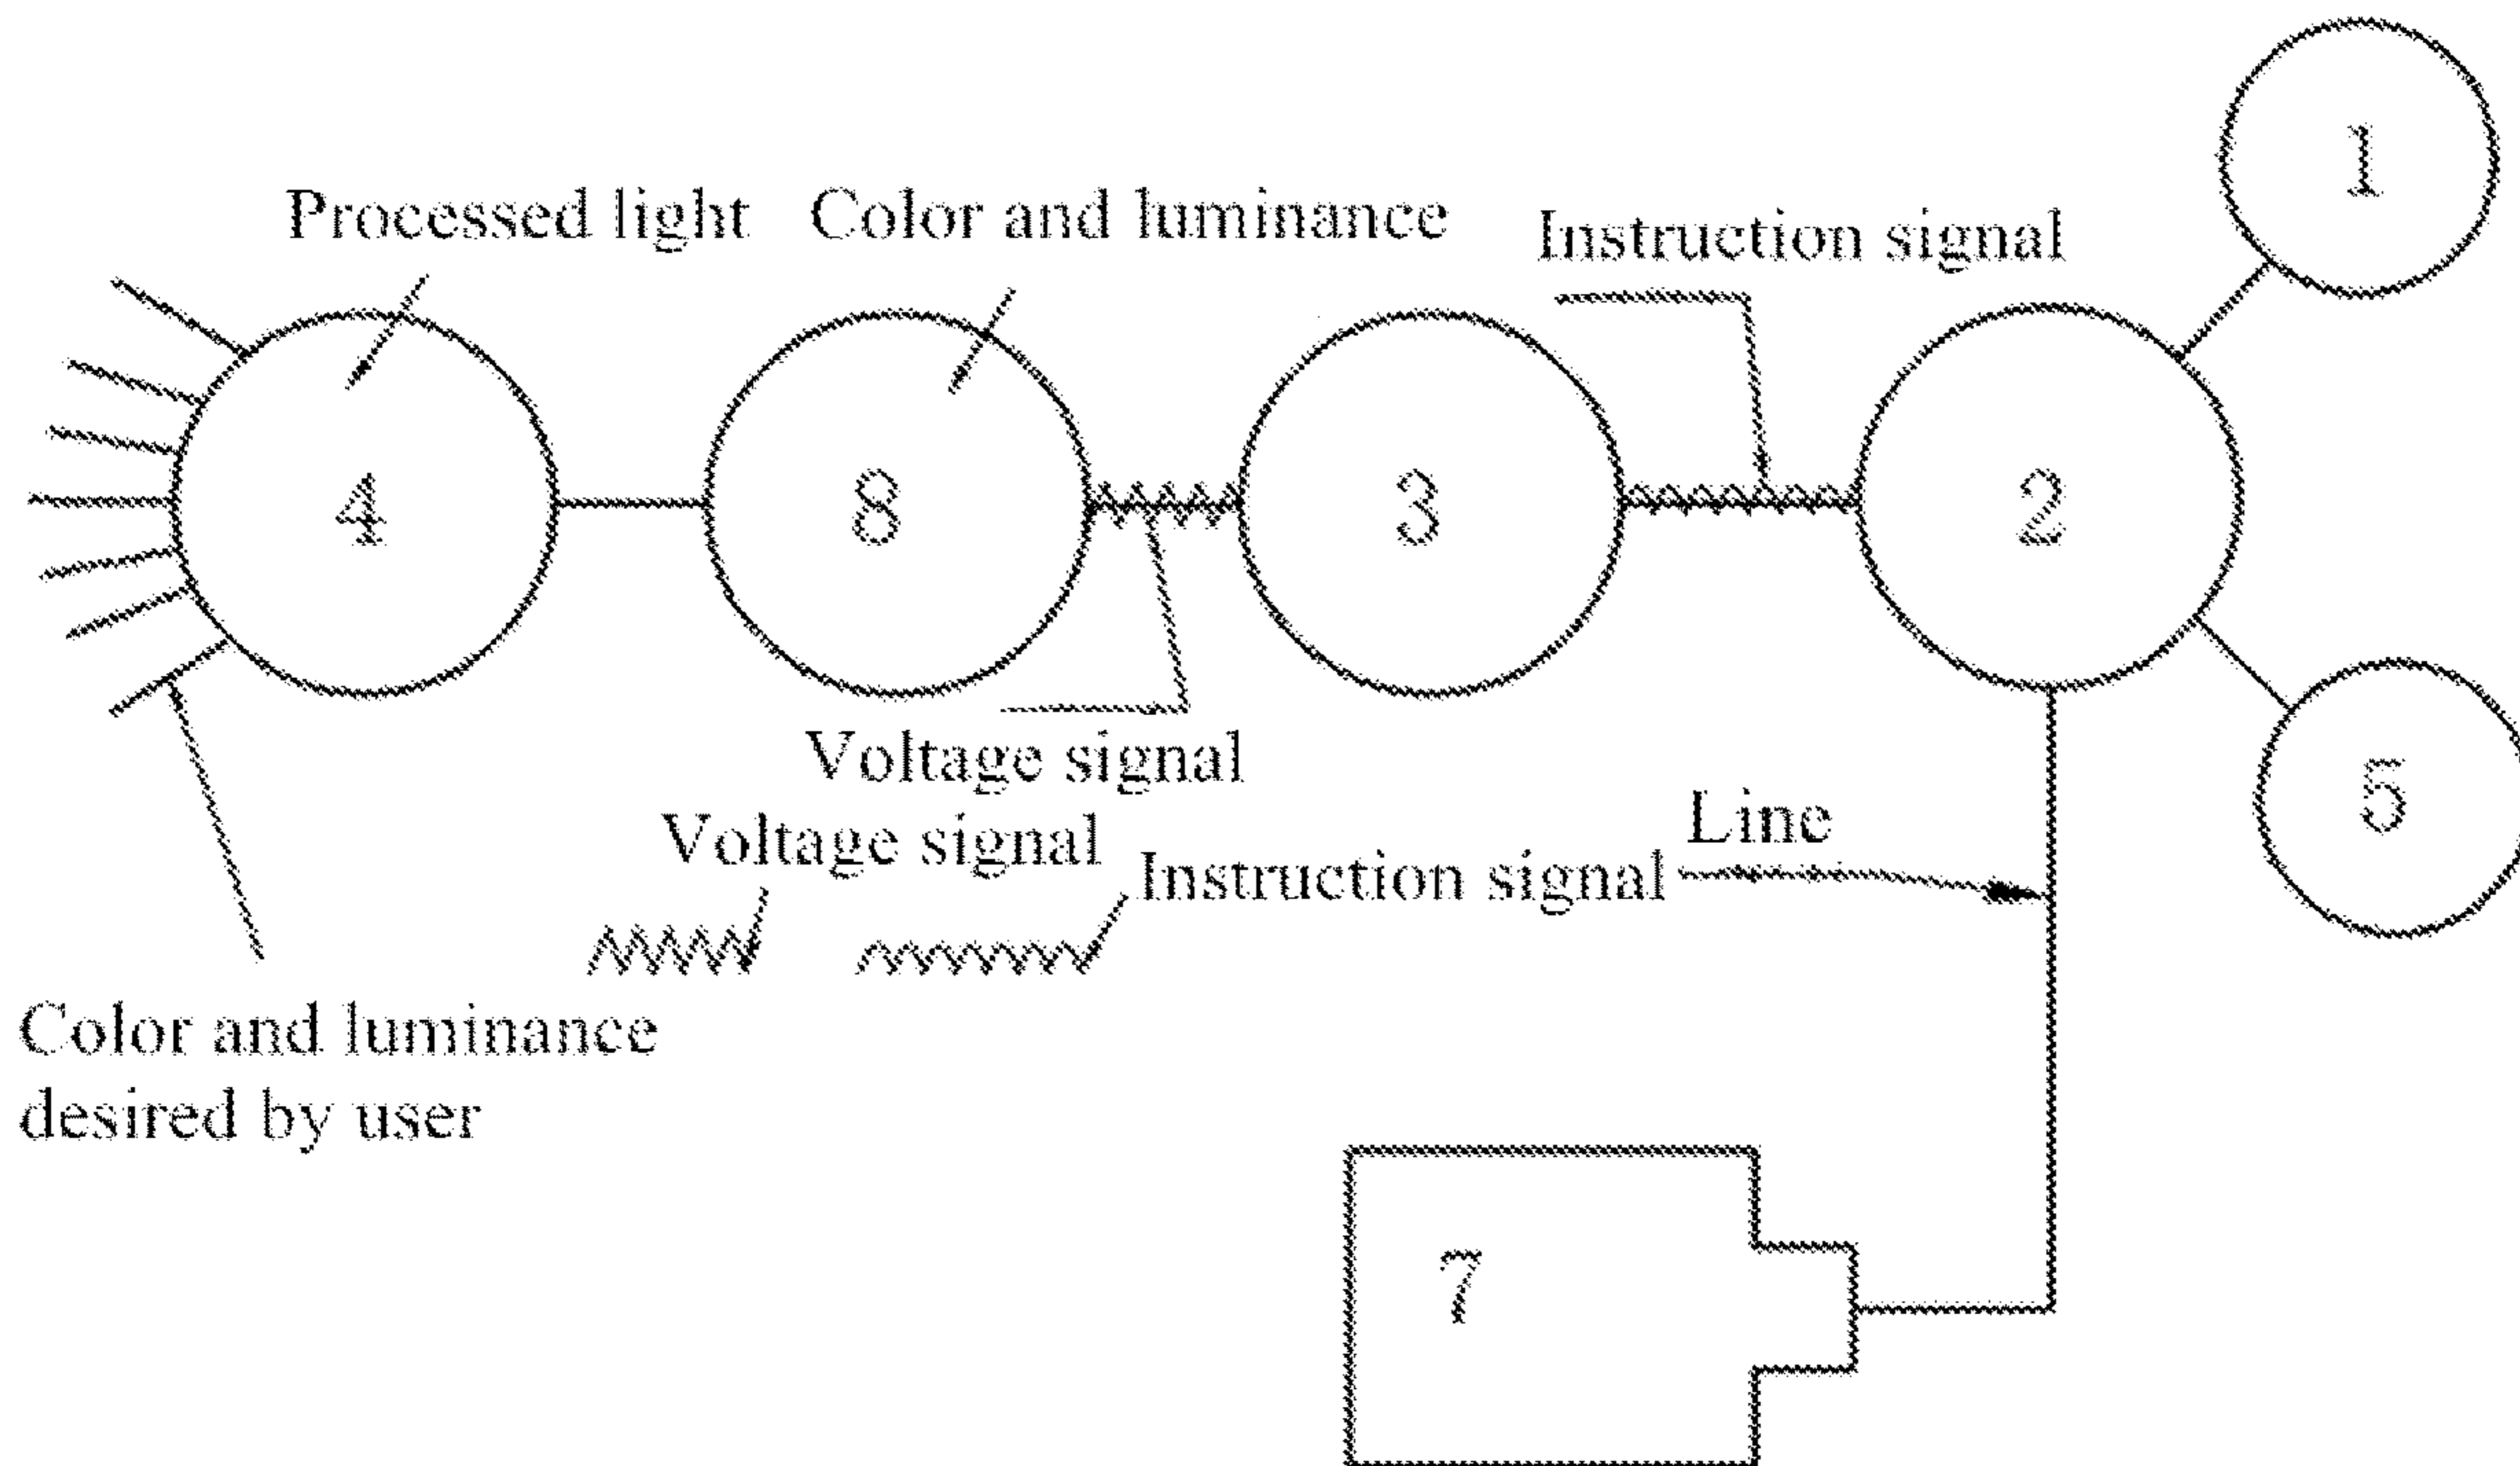 1
Processed light
Color and luminance
Instruction signal
4
8
3
2
Voltage signal
5
Voltage signal
Line
Instruction signal
Color and luminance
desired by user
7